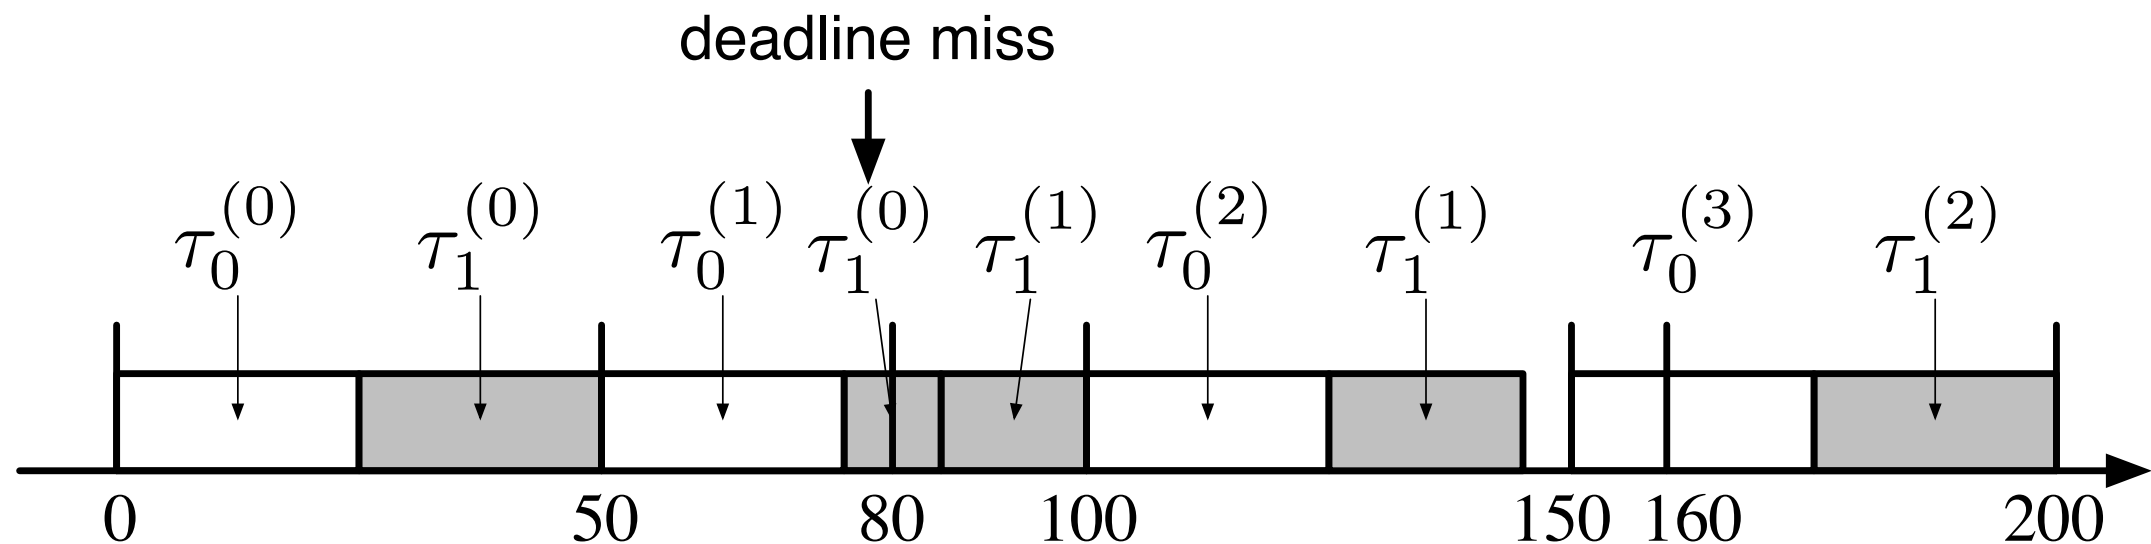 deadline miss
τ₀⁽⁰⁾ τ₁⁽⁰⁾ τ₀⁽¹⁾ τ₁⁽⁰⁾ τ₁⁽¹⁾ τ₀⁽²⁾ τ₁⁽¹⁾ τ₀⁽³⁾ τ₁⁽²⁾
0 50 80 100 150 160 200